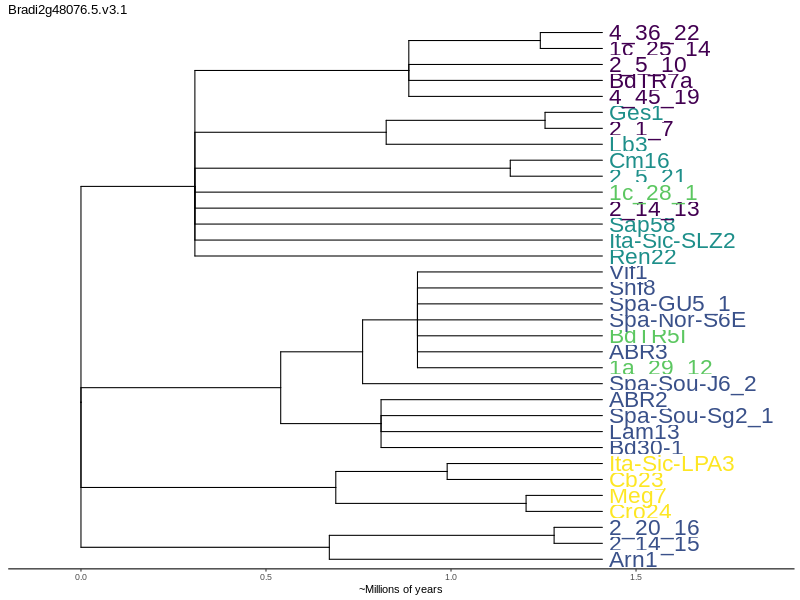 Bradi2g48076.5.v3.1
4_36_22
1c_25_14
2_5_10
BdTR7a
4_45_19
Ges1
2_1_7
Lb3
Cm16
2_5_21
1c_28_1
2_14_13
Sap58
Ita-Sic-SLZ2
Ren22
Vif1
Shf8
Spa-GU5_1
Spa-Nor-S6E
BdTR5I
ABR3
1a_29_12
Spa-Sou-J6_2
ABR2
Spa-Sou-Sg2_1
Lam13
Bd30-1
Ita-Sic-LPA3
Cb23
Meg7
Cro24
2_20_16
2_14_15
Arn1
0.0 0.5 1.0 1.5
~Millions of years